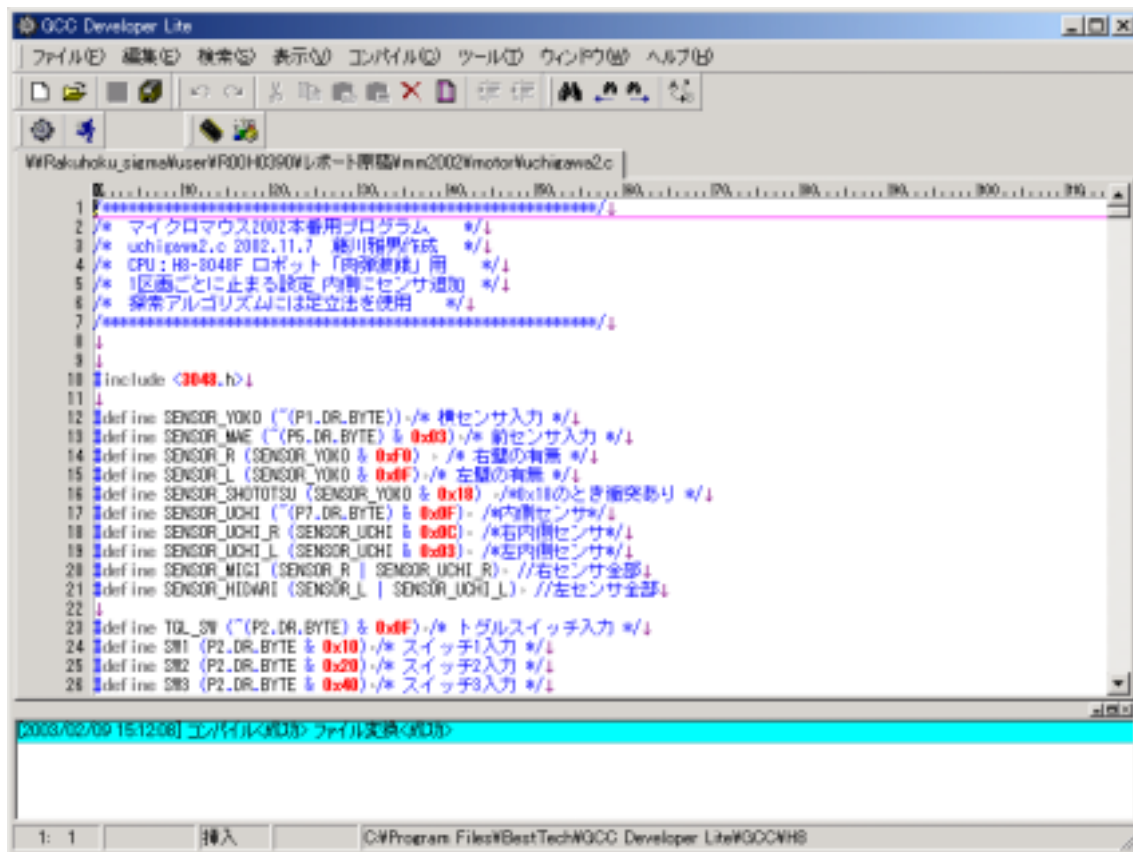 GCC Developer Lite
ファイル(F) 編集(E) 検索(S) 表示(V) コンパイル(C) ツール(T) ウィンドウ(W) ヘルプ(H)
¥¥Rakuhoku_sigma¥user¥R00H0390¥レポート原稿¥mm2002¥motor¥uchigawa2.c
0 10 20 30 40 50 60 70 80 90 100 110
1 /********************************************************/↓
2 /* マイクロマウス2002本番用プログラム */↓
3 /* uchigawa2.c 2002.11.7 作成 */↓
4 /* CPU:H8-3048F ロボット「」用 */↓
5 /* 1区画ごとに止まる設定 内側にセンサ追加 */↓
6 /* 探索アルゴリズムには足立法を使用 */↓
7 /********************************************************/↓
8 ↓
9 ↓
10 #include <3048.h>↓
11 ↓
12 #define SENSOR_YOKO (~(P1.DR.BYTE)) /* 横センサ入力 */↓
13 #define SENSOR_MAE (~(P5.DR.BYTE) & 0x03) /* 前センサ入力 */↓
14 #define SENSOR_R (SENSOR_YOKO & 0xF0) /* 右壁の有無 */↓
15 #define SENSOR_L (SENSOR_YOKO & 0x0F) /* 左壁の有無 */↓
16 #define SENSOR_SHOTOTSU (SENSOR_YOKO & 0x18) /*0x18のとき衝突あり */↓
17 #define SENSOR_UCHI (~(P7.DR.BYTE) & 0x0F) /*内側センサ*/↓
18 #define SENSOR_UCHI_R (SENSOR_UCHI & 0x0C) /*右内側センサ*/↓
19 #define SENSOR_UCHI_L (SENSOR_UCHI & 0x03) /*左内側センサ*/↓
20 #define SENSOR_MIGI (SENSOR_R | SENSOR_UCHI_R) //右センサ全部↓
21 #define SENSOR_HIDARI (SENSOR_L | SENSOR_UCHI_L) //左センサ全部↓
22 ↓
23 #define TGL_SW (~(P2.DR.BYTE) & 0x0F) /* トグルスイッチ入力 */↓
24 #define SW1 (P2.DR.BYTE & 0x10) /* スイッチ1入力 */↓
25 #define SW2 (P2.DR.BYTE & 0x20) /* スイッチ2入力 */↓
26 #define SW3 (P2.DR.BYTE & 0x40) /* スイッチ3入力 */↓
[2003/02/09 15:12:08] コンパイル<成功> ファイル変換<成功>
1: 1 挿入 C:¥Program Files¥BestTech¥GCC Developer Lite¥GCC¥H8